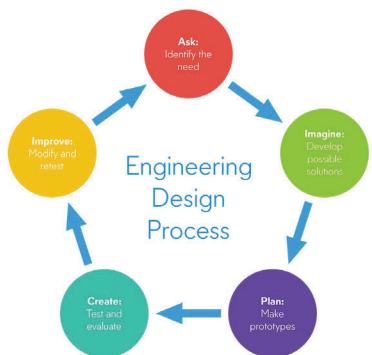 Ask:
Identify the
need
Imagine:
Develop
possible
solutions
Plan:
Make
prototypes
Create:
Test and
evaluate
Improve:
Modify and
retest
Engineering
Design
Process